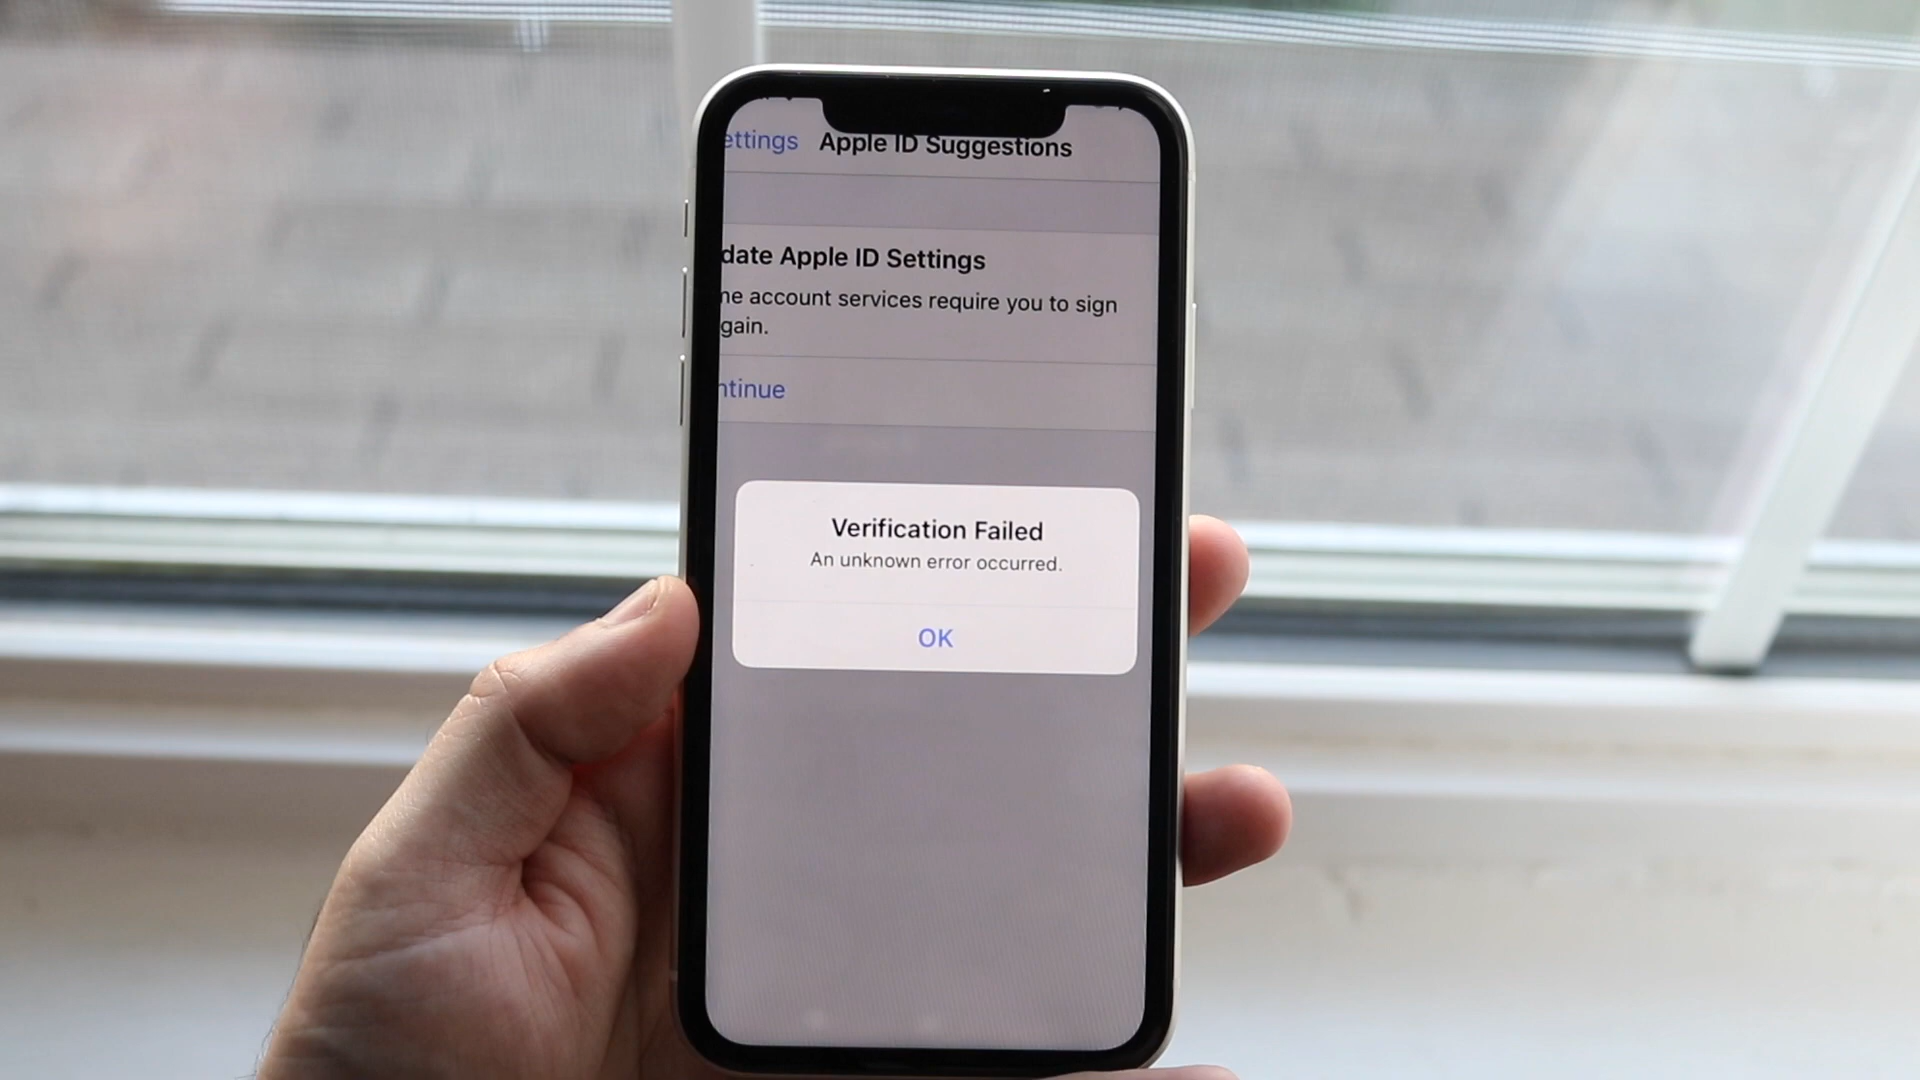 ettings Apple ID Suggestions
date Apple ID Settings
me account services require you to sign
gain.
ntinue
Verification Failed
An unknown error occurred.
OK